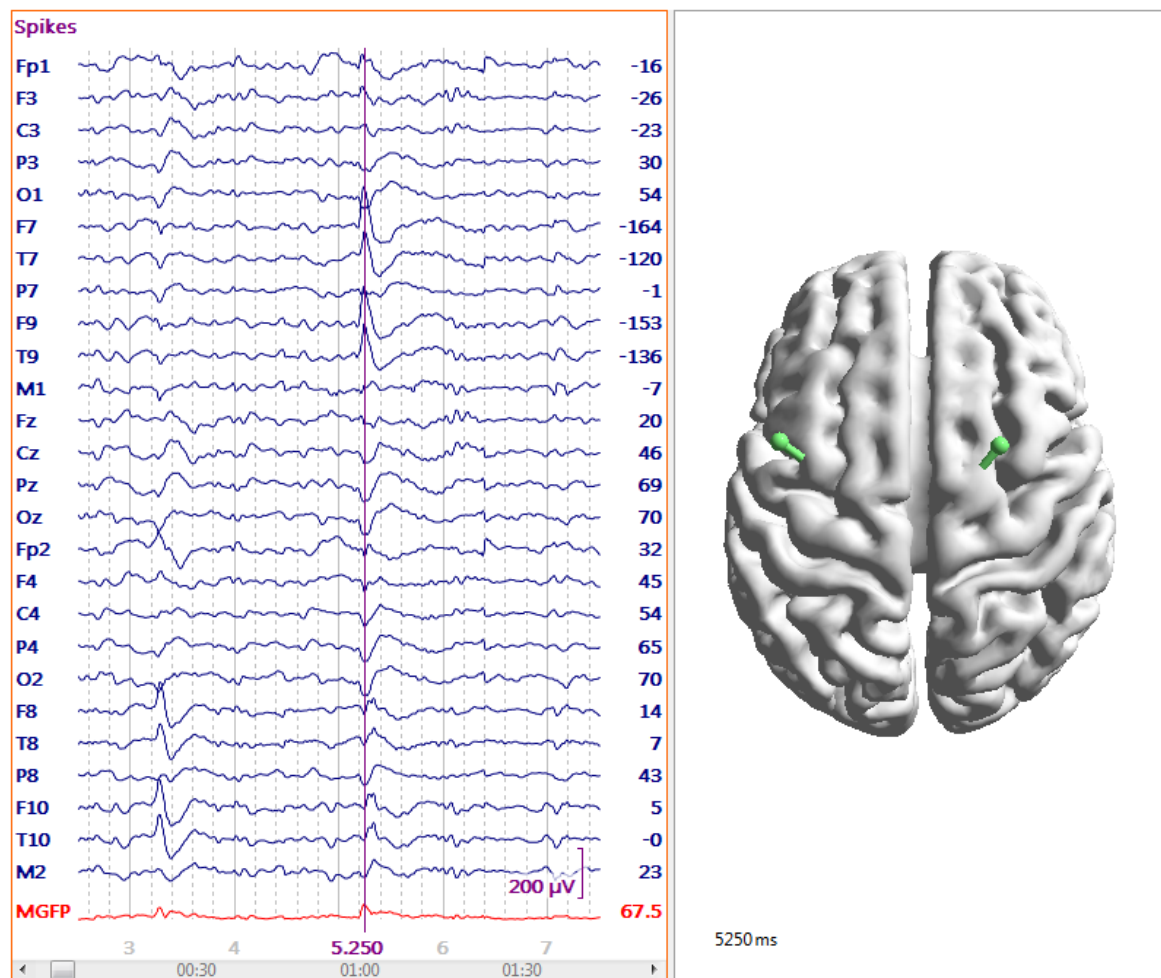 Spikes
Fp1 -16
F3 -26
C3 -23
P3 30
O1 54
F7 -164
T7 -120
P7 -1
F9 -153
T9 -136
M1 -7
Fz 20
Cz 46
Pz 69
Oz 70
Fp2 32
F4 45
C4 54
P4 65
O2 70
F8 14
T8 7
P8 43
F10 5
T10 -0
M2 23
200 µV
MGFP 67.5
3 4 5.250 6 7
00:30 01:00 01:30
5250 ms